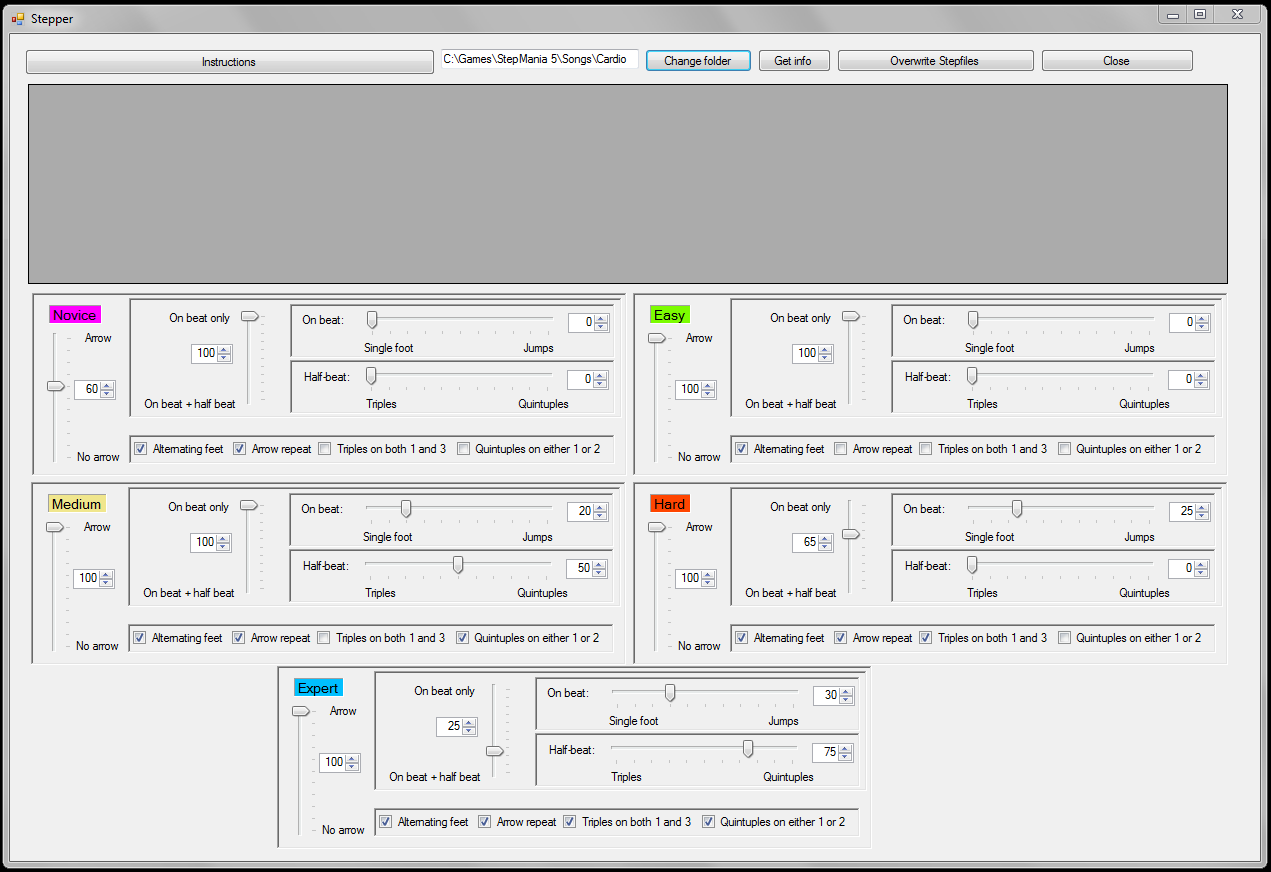 Stepper
Instructions C:\Games\StepMania 5\Songs\Cardio Change folder Get info Overwrite Stepfiles Close
Novice
Arrow
60
No arrow
On beat only
100
On beat + half beat
On beat: 0
Single foot Jumps
Half-beat: 0
Triples Quintuples
Alternating feet Arrow repeat Triples on both 1 and 3 Quintuples on either 1 or 2
Easy
Arrow
100
No arrow
On beat only
100
On beat + half beat
On beat: 0
Single foot Jumps
Half-beat: 0
Triples Quintuples
Alternating feet Arrow repeat Triples on both 1 and 3 Quintuples on either 1 or 2
Medium
Arrow
100
No arrow
On beat only
100
On beat + half beat
On beat: 20
Single foot Jumps
Half-beat: 50
Triples Quintuples
Alternating feet Arrow repeat Triples on both 1 and 3 Quintuples on either 1 or 2
Hard
Arrow
100
No arrow
On beat only
65
On beat + half beat
On beat: 25
Single foot Jumps
Half-beat: 0
Triples Quintuples
Alternating feet Arrow repeat Triples on both 1 and 3 Quintuples on either 1 or 2
Expert
Arrow
100
No arrow
On beat only
25
On beat + half beat
On beat: 30
Single foot Jumps
Half-beat: 75
Triples Quintuples
Alternating feet Arrow repeat Triples on both 1 and 3 Quintuples on either 1 or 2